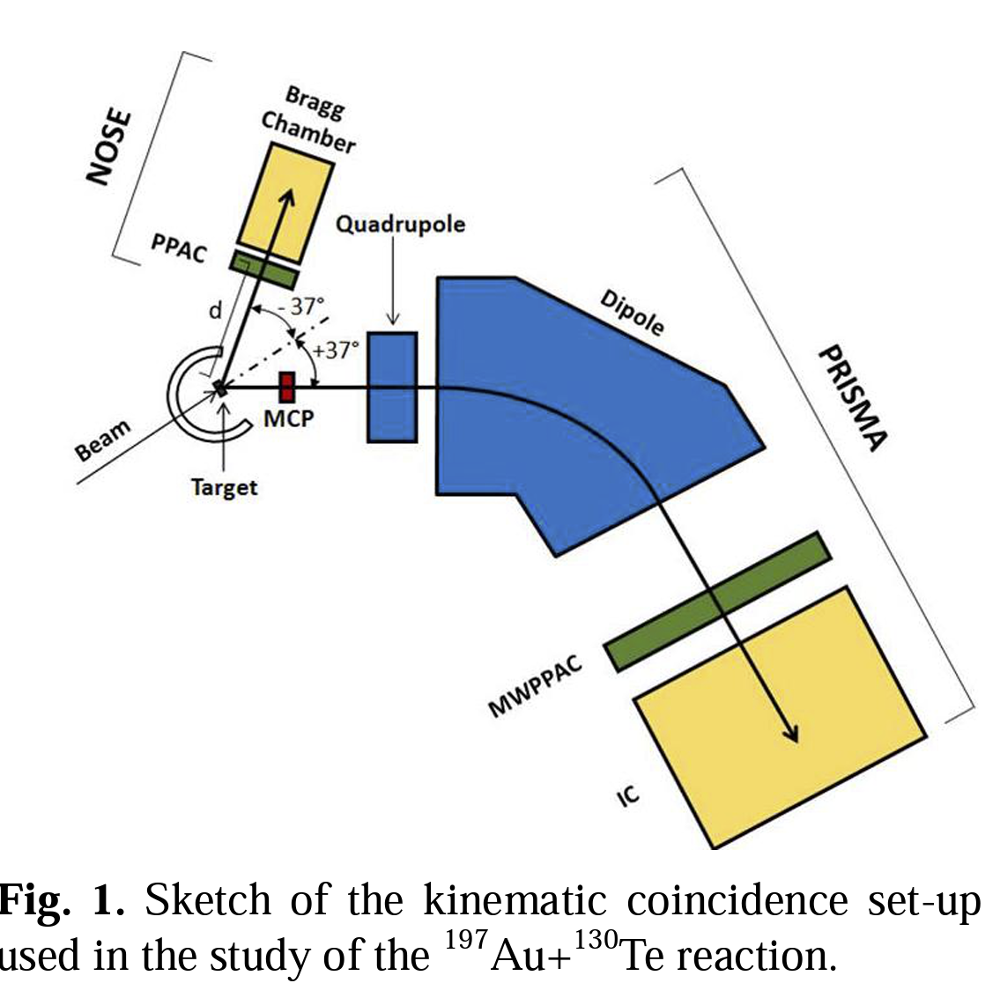 NOSE
Bragg
Chamber
PPAC
Quadrupole
d
- 37°
+37°
Dipole
PRISMA
MCP
Beam
Target
MWPPAC
IC
Fig. 1. Sketch of the kinematic coincidence set-up
used in the study of the ¹⁹⁷Au+¹³⁰Te reaction.